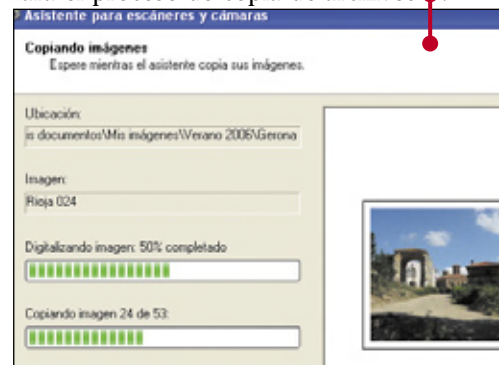 Asistente para escáneres y cámaras
Copiando imágenes
Espere mientras el asistente copia sus imágenes.
Ubicación:
is documentos\Mis imágenes\Verano 2006\Gerona
Imagen:
Rioja 024
Digitalizando imagen: 50% completado
Copiando imagen 24 de 53: